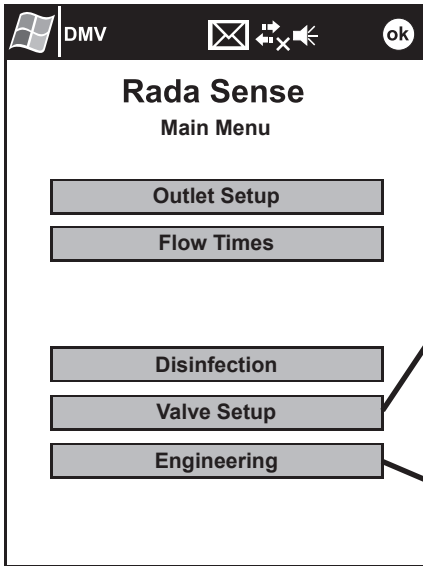 DMV
ok
Rada Sense
Main Menu
Outlet Setup
Flow Times
Disinfection
Valve Setup
Engineering